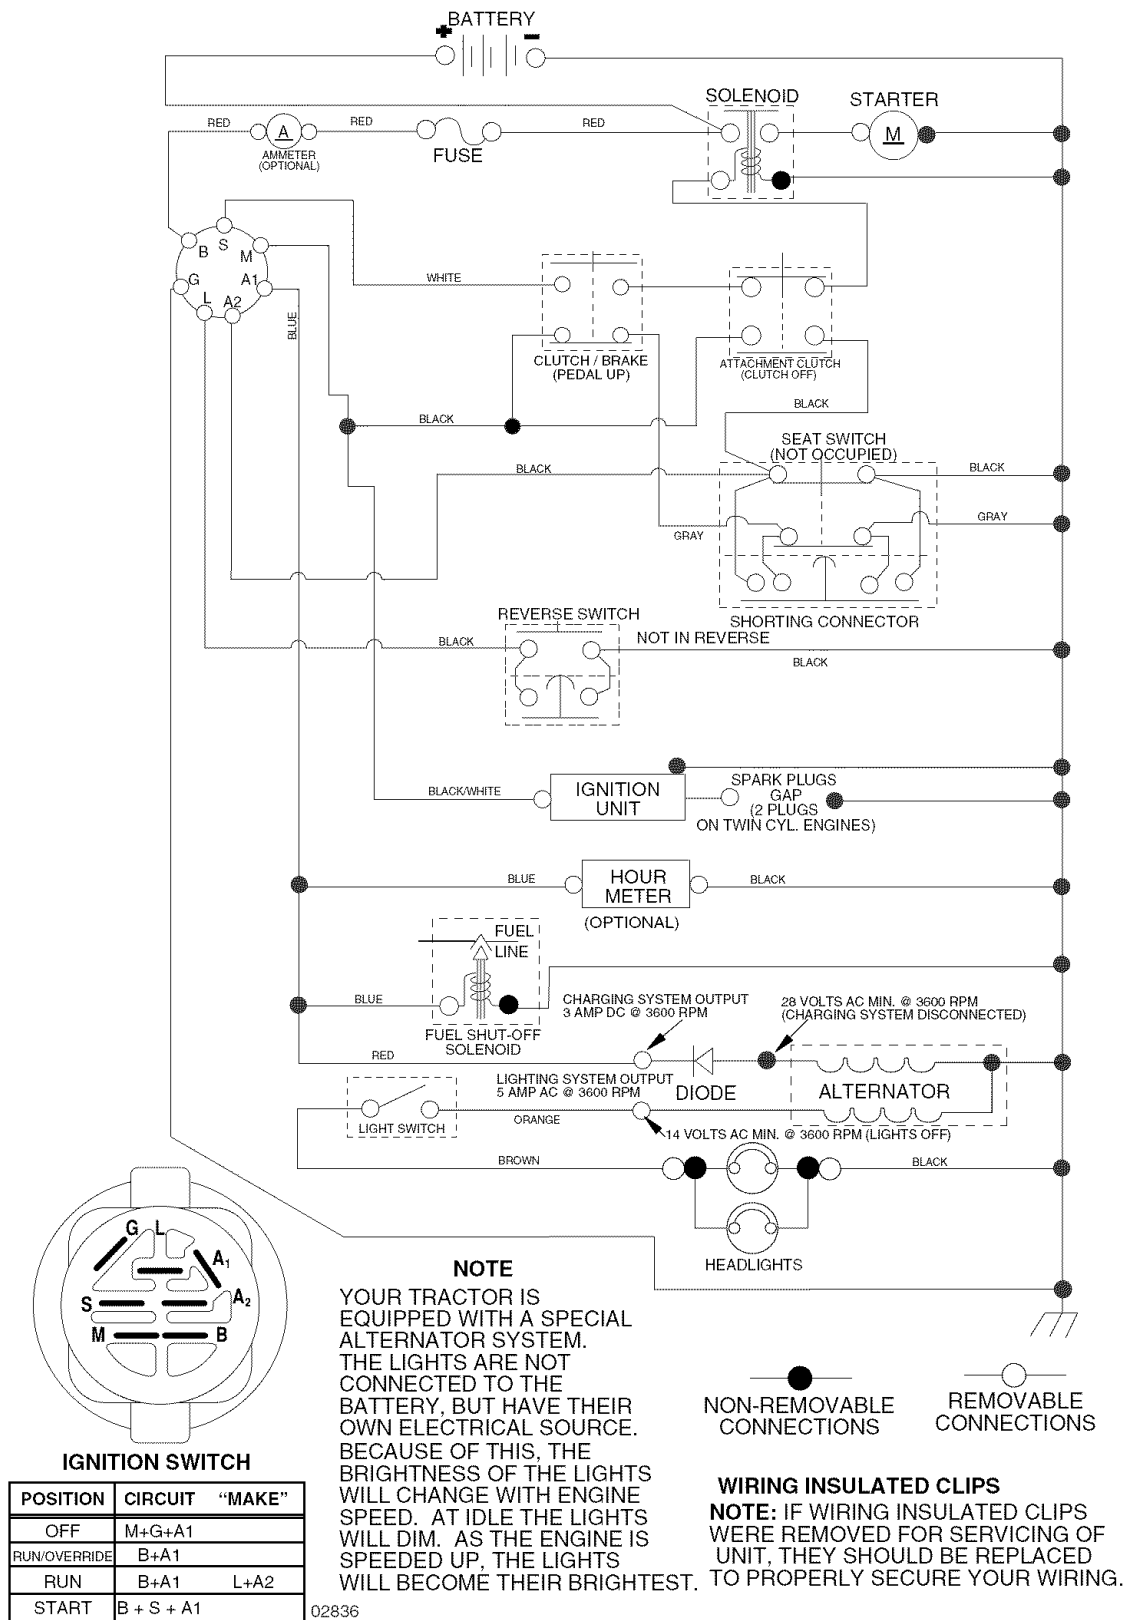 BATTERY
+ −
SOLENOID
STARTER
RED
A
RED
RED
M
AMMETER
(OPTIONAL)
FUSE
B
S
M
G
A1
L
A2
WHITE
BLUE
CLUTCH / BRAKE
(PEDAL UP)
ATTACHMENT CLUTCH
(CLUTCH OFF)
BLACK
BLACK
SEAT SWITCH
(NOT OCCUPIED)
BLACK
BLACK
GRAY
GRAY
SHORTING CONNECTOR
REVERSE SWITCH
BLACK
NOT IN REVERSE
BLACK
BLACK/WHITE
IGNITION
UNIT
SPARK PLUGS
GAP
(2 PLUGS
ON TWIN CYL. ENGINES)
BLUE
HOUR
METER
BLACK
(OPTIONAL)
FUEL
LINE
BLUE
FUEL SHUT-OFF
SOLENOID
CHARGING SYSTEM OUTPUT
3 AMP DC @ 3600 RPM
28 VOLTS AC MIN. @ 3600 RPM
(CHARGING SYSTEM DISCONNECTED)
RED
LIGHTING SYSTEM OUTPUT
5 AMP AC @ 3600 RPM
DIODE
ALTERNATOR
LIGHT SWITCH
ORANGE
14 VOLTS AC MIN. @ 3600 RPM (LIGHTS OFF)
BROWN
BLACK
HEADLIGHTS
G
L
A1
S
A2
M
B
IGNITION SWITCH
POSITION CIRCUIT "MAKE"
OFF M+G+A1
RUN/OVERRIDE B+A1
RUN B+A1 L+A2
START B + S + A1
02836
NOTE
YOUR TRACTOR IS
EQUIPPED WITH A SPECIAL
ALTERNATOR SYSTEM.
THE LIGHTS ARE NOT
CONNECTED TO THE
BATTERY, BUT HAVE THEIR
OWN ELECTRICAL SOURCE.
BECAUSE OF THIS, THE
BRIGHTNESS OF THE LIGHTS
WILL CHANGE WITH ENGINE
SPEED. AT IDLE THE LIGHTS
WILL DIM. AS THE ENGINE IS
SPEEDED UP, THE LIGHTS
WILL BECOME THEIR BRIGHTEST.
NON-REMOVABLE
CONNECTIONS
REMOVABLE
CONNECTIONS
WIRING INSULATED CLIPS
NOTE: IF WIRING INSULATED CLIPS
WERE REMOVED FOR SERVICING OF
UNIT, THEY SHOULD BE REPLACED
TO PROPERLY SECURE YOUR WIRING.